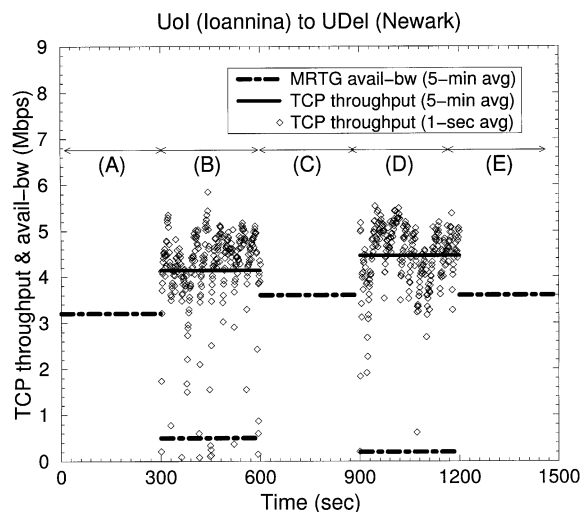 UoI (Ioannina) to UDel (Newark)
TCP throughput & avail-bw (Mbps)
9
8
7
6
5
4
3
2
1
0
MRTG avail-bw (5-min avg)
TCP throughput (5-min avg)
TCP throughput (1-sec avg)
(A) (B) (C) (D) (E)
0 300 600 900 1200 1500
Time (sec)